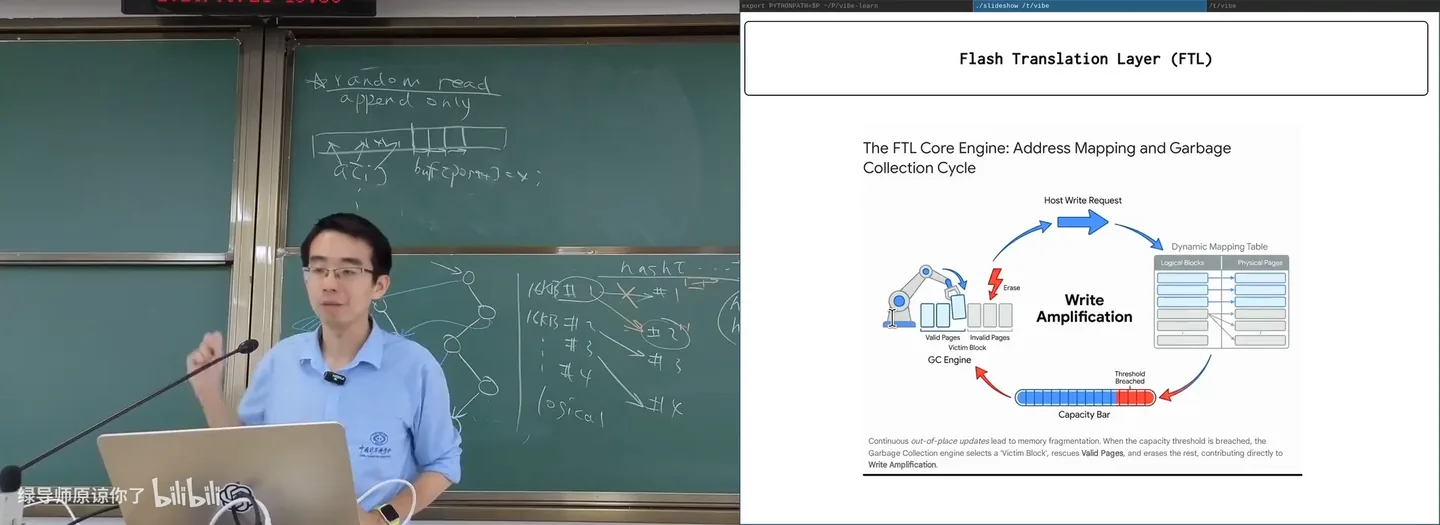 ☆random read
append only
a[i]
buff[pos++] = x;
hash
16KB #1
#1
16KB #2
#2
#3
#3
#4
#x
logical
绿导师原谅你了 bilibili
export PYTHONPATH=$P ~/P/vibe-learn
./slideshow /t/vibe
/t/vibe
Flash Translation Layer (FTL)
The FTL Core Engine: Address Mapping and Garbage
Collection Cycle
Host Write Request
Dynamic Mapping Table
Logical Blocks
Physical Pages
Erase
Write
Amplification
Valid Pages
Invalid Pages
Victim Block
GC Engine
Threshold
Breached
Capacity Bar
Continuous out-of-place updates lead to memory fragmentation. When the capacity threshold is breached, the
Garbage Collection engine selects a 'Victim Block', rescues Valid Pages, and erases the rest, contributing directly to
Write Amplification.